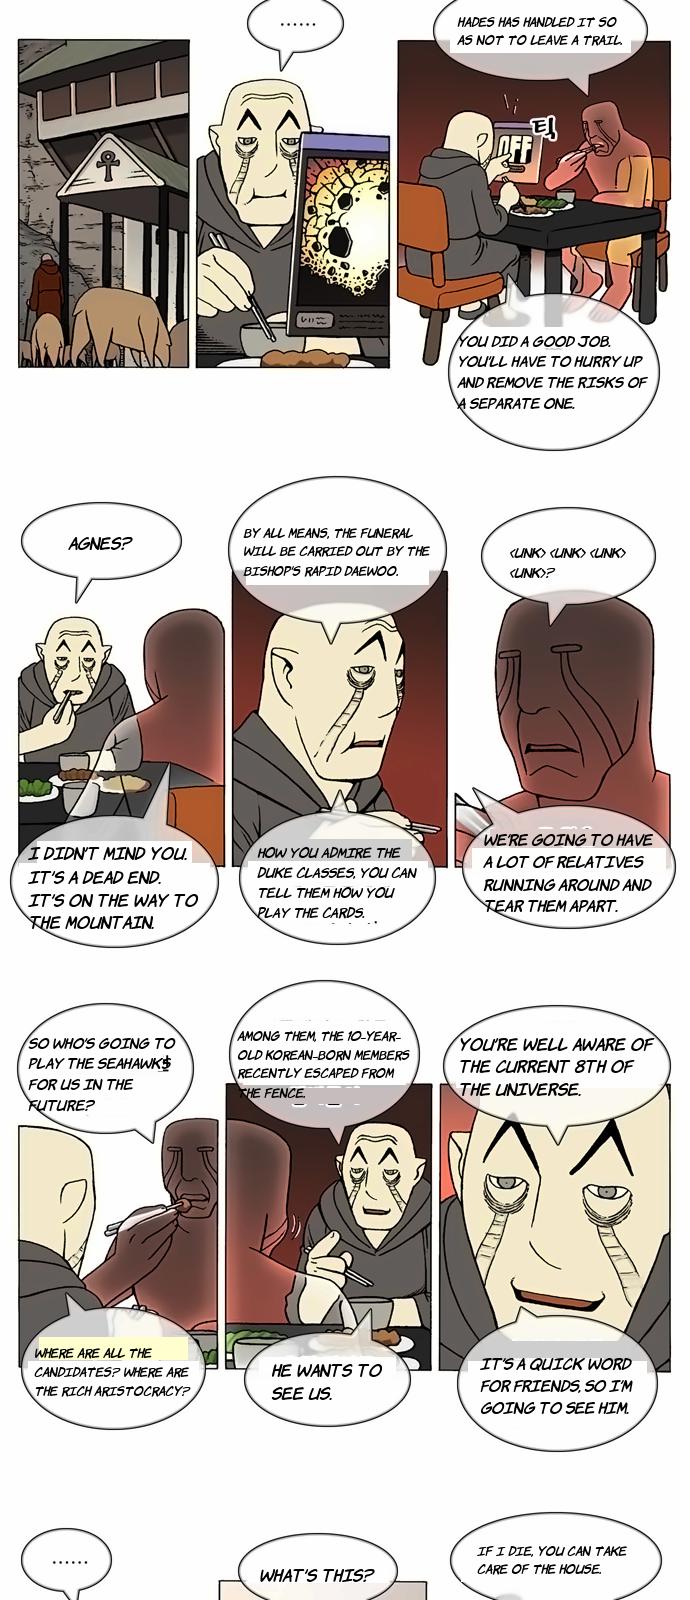 ......
HADES HAS HANDLED IT SO
AS NOT TO LEAVE A TRAIL.
OFF
틱
YOU DID A GOOD JOB.
YOU'LL HAVE TO HURRY UP
AND REMOVE THE RISKS OF
A SEPARATE ONE.
AGNES?
BY ALL MEANS, THE FUNERAL
WILL BE CARRIED OUT BY THE
BISHOP'S RAPID DAEWOO.
<UNK> <UNK> <UNK>
<UNK>?
I DIDN'T MIND YOU.
IT'S A DEAD END.
IT'S ON THE WAY TO
THE MOUNTAIN.
HOW YOU ADMIRE THE
DUKE CLASSES, YOU CAN
TELL THEM HOW YOU
PLAY THE CARDS.
WE'RE GOING TO HAVE
A LOT OF RELATIVES
RUNNING AROUND AND
TEAR THEM APART.
SO WHO'S GOING TO
PLAY THE SEAHAWKS
FOR US IN THE
FUTURE?
AMONG THEM, THE 10-YEAR-
OLD KOREAN-BORN MEMBERS
RECENTLY ESCAPED FROM
THE FENCE.
YOU'RE WELL AWARE OF
THE CURRENT 8TH OF
THE UNIVERSE.
WHERE ARE ALL THE
CANDIDATES? WHERE ARE
THE RICH ARISTOCRACY?
HE WANTS TO
SEE US.
IT'S A QUICK WORD
FOR FRIENDS, SO I'M
GOING TO SEE HIM.
......
WHAT'S THIS?
IF I DIE, YOU CAN TAKE
CARE OF THE HOUSE.